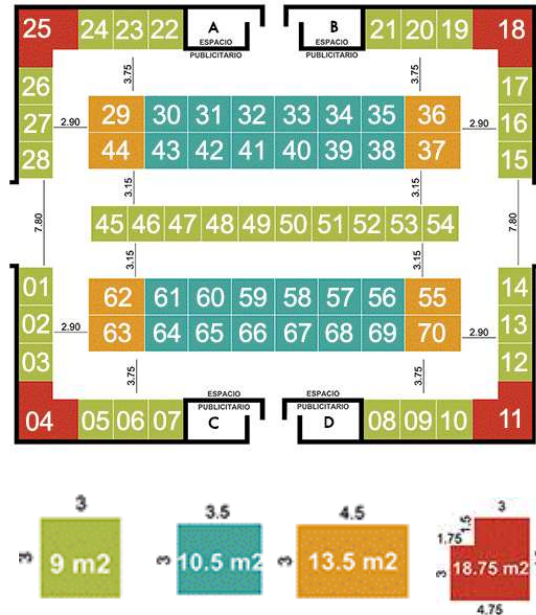 25 24 23 22 A B 21 20 19 18
ESPACIO ESPACIO
PUBLICITARIO PUBLICITARIO
3.75 3.75
26 17
29 30 31 32 33 34 35 36
27 2.90 2.90 16
44 43 42 41 40 39 38 37
28 15
3.15 3.15
7.80 45 46 47 48 49 50 51 52 53 54 7.80
3.15 3.15
01 14
62 61 60 59 58 57 56 55
02 2.90 2.90 13
63 64 65 66 67 68 69 70
03 12
3.75 3.75
ESPACIO ESPACIO
PUBLICITARIO PUBLICITARIO
04 05 06 07 C D 08 09 10 11
3 3.5 4.5 3
1.5
1.75
3 9 m2 3 10.5 m2 3 13.5 m2 3 18.75 m2
4.75